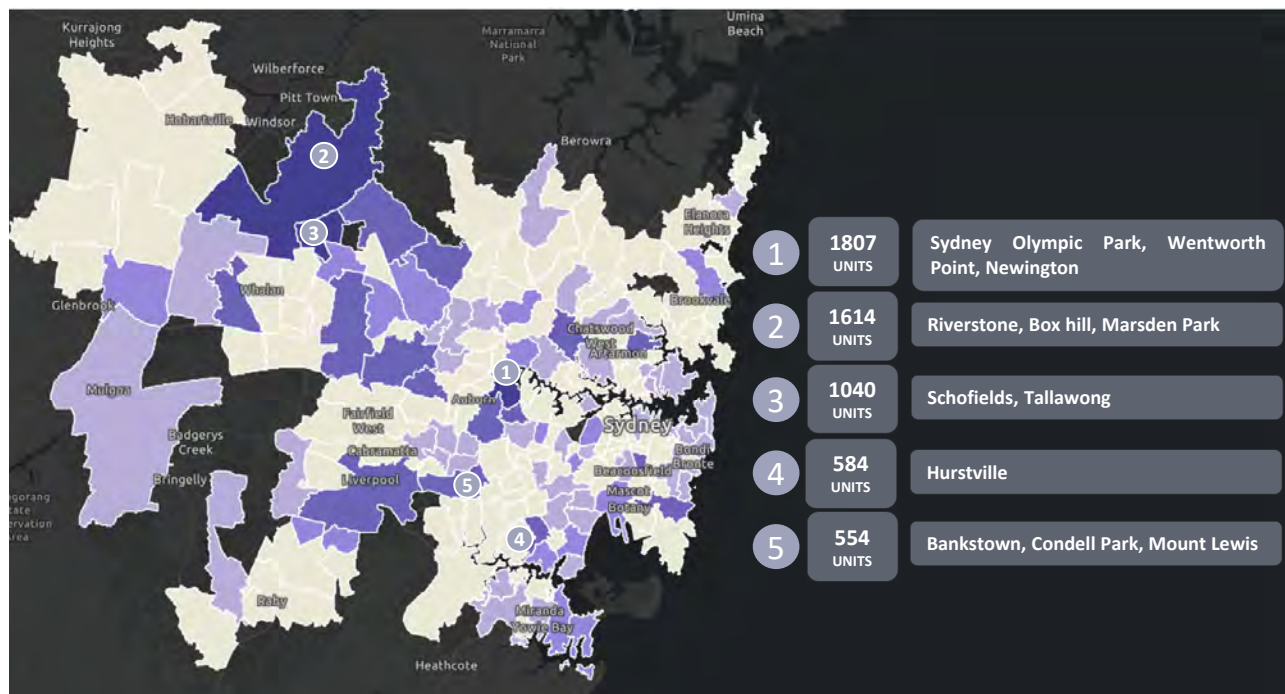 Kurrajong
Heights
Marramarra
National
Park
Umina
Beach
Wilberforce
Pitt Town
Hobartville
Windsor
Berowra
2
3
Elanora
Heights
Glenbrook
Whalan
Brookvale
Chatswood
West
Artarmon
1
Mulgoa
Auburn
Fairfield
West
Sydney
Badgerys
Creek
Cabramatta
Bondi
Bronte
Beaconsfield
Bringelly
Liverpool
5
Mascot
Botany
4
Raby
Miranda
Yowie Bay
Heathcote
1
1807
UNITS
Sydney Olympic Park, Wentworth
Point, Newington
2
1614
UNITS
Riverstone, Box hill, Marsden Park
3
1040
UNITS
Schofields, Tallawong
4
584
UNITS
Hurstville
5
554
UNITS
Bankstown, Condell Park, Mount Lewis